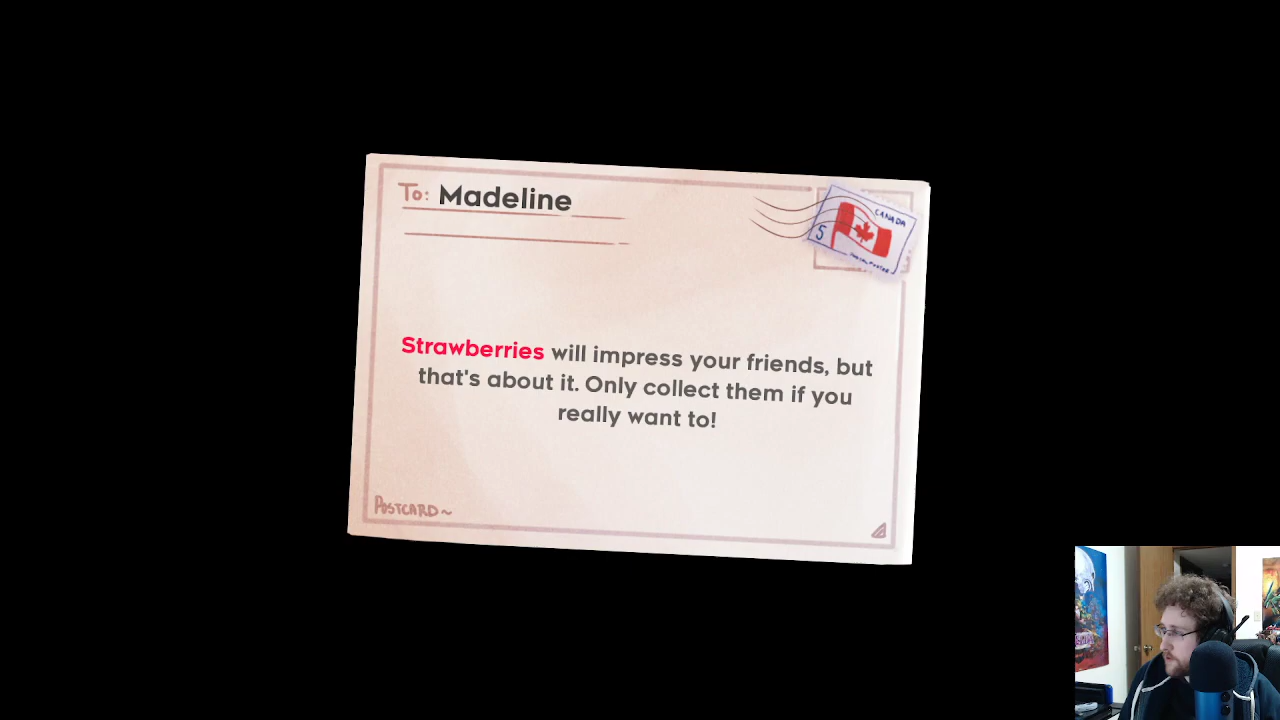 To: Madeline
CANADA
5
Strawberries will impress your friends, but
that's about it. Only collect them if you
really want to!
POSTCARD~